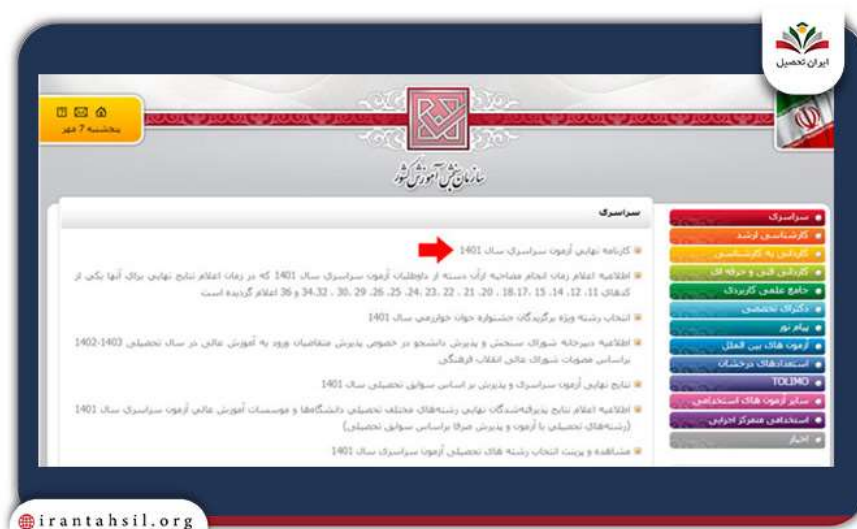 ایران تحصیل
پنجشنبه 7 مهر
سازمان سنجش آموزش کشور
سراسری
کارنامه نهایی آزمون سراسری سال 1401
اطلاعیه اعلام زمان انجام مصاحبه ازآن دسته از داوطلبان آزمون سراسری سال 1401 که در زمان اعلام نتایج نهایی برای آنها یکی از
کدهای 11، 12، 14، 15 ،18،17 ، 20، 21 ، 22، 23، 24، 25، 26، 29، 30 ، 34،32 و 36 اعلام گردیده است
انتخاب رشته ویژه برگزیدگان جشنواره جوان خوارزمی سال 1401
اطلاعیه دبیرخانه شورای سنجش و پذیرش دانشجو در خصوص پذیرش متقاضیان ورود به آموزش عالی در سال تحصیلی 1403-1402
براساس مصوبات شورای عالی انقلاب فرهنگی
نتایج نهایی آزمون سراسری و پذیرش بر اساس سوابق تحصیلی سال 1401
اطلاعیه اعلام نتایج پذیرفته‌شدگان نهایی رشته‌های مختلف تحصیلی دانشگاهها و موسسات آموزش عالی آزمون سراسری سال 1401
(رشته‌های تحصیلی با آزمون و پذیرش صرفا براساس سوابق تحصیلی)
مشاهده و پرینت انتخاب رشته های تحصیلی آزمون سراسری سال 1401
سراسری
کارشناسی ارشد
کاردانی به کارشناسی
کاردانی فنی و حرفه ای
جامع علمی کاربردی
دکترای تخصصی
پیام نور
آزمون های بین الملل
استعدادهای درخشان
TOLIMO
سایر آزمون های استخدامی
استخدامی متمرکز اجرایی
اخبار
irantahsil.org